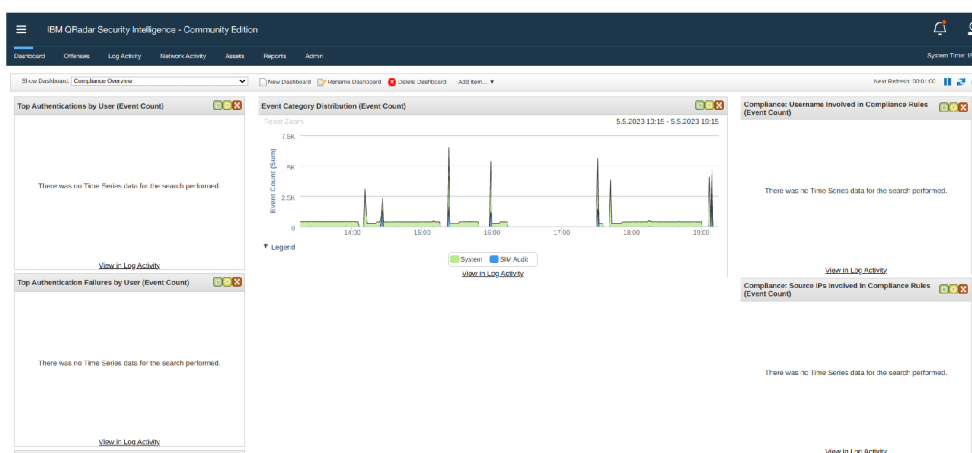 IBM QRadar Security Intelligence - Community Edition
Dashboard Offenses Log Activity Network Activity Assets Reports Admin System Time:
Show Dashboard: Compliance Overview New Dashboard Rename Dashboard Delete Dashboard Add Item... Next Refresh: 00:01:00
Top Authentications by User (Event Count)
There was no Time Series data for the search performed.
View in Log Activity
Top Authentication Failures by User (Event Count)
There was no Time Series data for the search performed.
View in Log Activity
Event Category Distribution (Event Count)
Reset Zoom 5.5.2023 13:15 - 5.5.2023 19:15
Event Count (Sum)
7.5K
5K
2.5K
0
14:00 15:00 16:00 17:00 18:00 19:00
Legend
System SIM Audit
View in Log Activity
Compliance: Username Involved in Compliance Rules
(Event Count)
There was no Time Series data for the search performed.
View in Log Activity
Compliance: Source IPs Involved in Compliance Rules
(Event Count)
There was no Time Series data for the search performed.
View in Log Activity